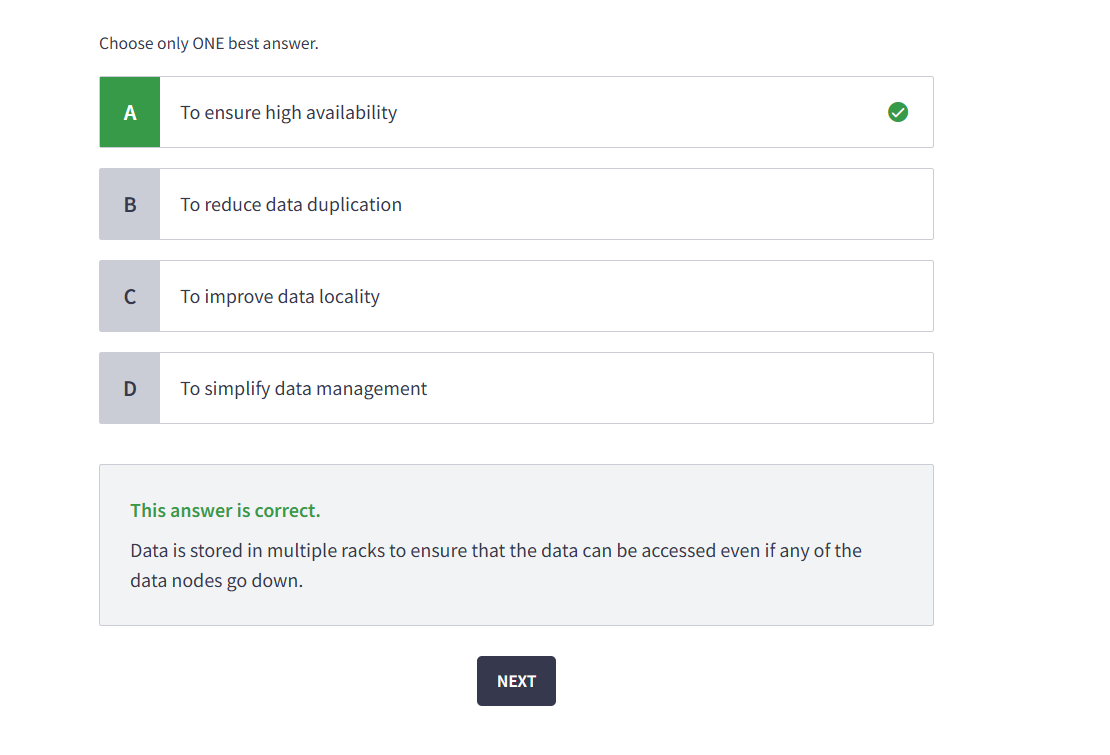 Choose only ONE best answer.
A To ensure high availability
B To reduce data duplication
C To improve data locality
D To simplify data management
This answer is correct.
Data is stored in multiple racks to ensure that the data can be accessed even if any of the
data nodes go down.
NEXT